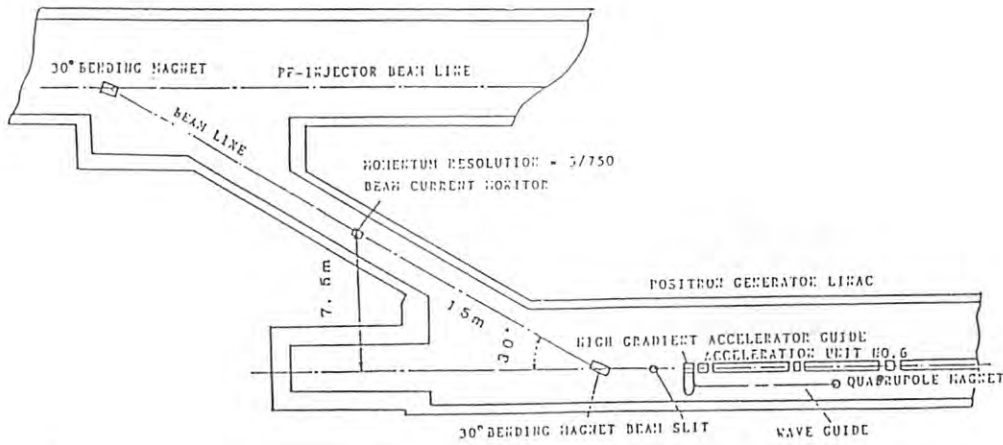 30° BENDING MAGNET
PF-INJECTOR BEAM LINE
BEAM LINE
MOMENTUM RESOLUTION = 5/750
BEAM CURRENT MONITOR
7.5m
15m
30°
POSITRON GENERATOR LINAC
HIGH GRADIENT ACCELERATOR GUIDE
ACCELERATION UNIT NO.6
QUADRUPOLE MAGNET
30° BENDING MAGNET BEAM SLIT
WAVE GUIDE